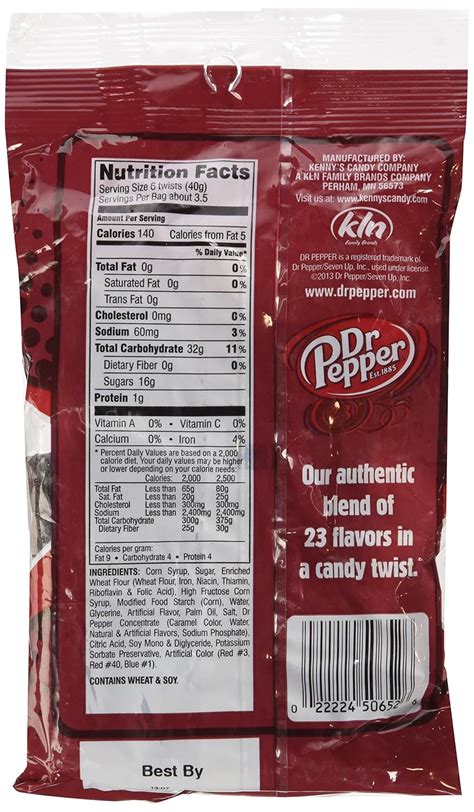 Nutrition Facts
Serving Size 6 twists (40g)
Servings Per Bag about 3.5
Amount Per Serving
Calories 140 Calories from Fat 5
% Daily Value*
Total Fat 0g 0%
Saturated Fat 0g 0%
Trans Fat 0g
Cholesterol 0mg 0%
Sodium 60mg 3%
Total Carbohydrate 32g 11%
Dietary Fiber 0g 0%
Sugars 16g
Protein 1g
Vitamin A 0% • Vitamin C 0%
Calcium 0% • Iron 4%
* Percent Daily Values are based on a 2,000
calorie diet. Your daily values may be higher
or lower depending on your calorie needs:
Calories: 2,000 2,500
Total Fat Less than 65g 80g
Sat. Fat Less than 20g 25g
Cholesterol Less than 300mg 300mg
Sodium Less than 2,400mg 2,400mg
Total Carbohydrate 300g 375g
Dietary Fiber 25g 30g
Calories per gram:
Fat 9 • Carbohydrate 4 • Protein 4
INGREDIENTS: Corn Syrup, Sugar, Enriched
Wheat Flour (Wheat Flour, Iron, Niacin, Thiamin,
Riboflavin & Folic Acid), High Fructose Corn
Syrup, Modified Food Starch (Corn), Water,
Glycerine, Artificial Flavor, Palm Oil, Salt, Dr
Pepper Concentrate (Caramel Color, Water,
Natural & Artificial Flavors, Sodium Phosphate),
Citric Acid, Soy Mono & Diglyceride, Potassium
Sorbate Preservative, Artificial Color (Red #3,
Red #40, Blue #1).
CONTAINS WHEAT & SOY.
Best By
MANUFACTURED BY:
KENNY'S CANDY COMPANY
A KLN FAMILY BRANDS COMPANY
PERHAM, MN 56573
Visit us at: www.kennyscandy.com
kln
Family Brands
DR PEPPER is a registered trademark of
Dr Pepper/Seven Up, Inc., used under license.
©2013 Dr Pepper/Seven Up, Inc.
www.drpepper.com
Dr
Pepper
Est. 1885
Our authentic
blend of
23 flavors in
a candy twist.
0 22224 50652 6